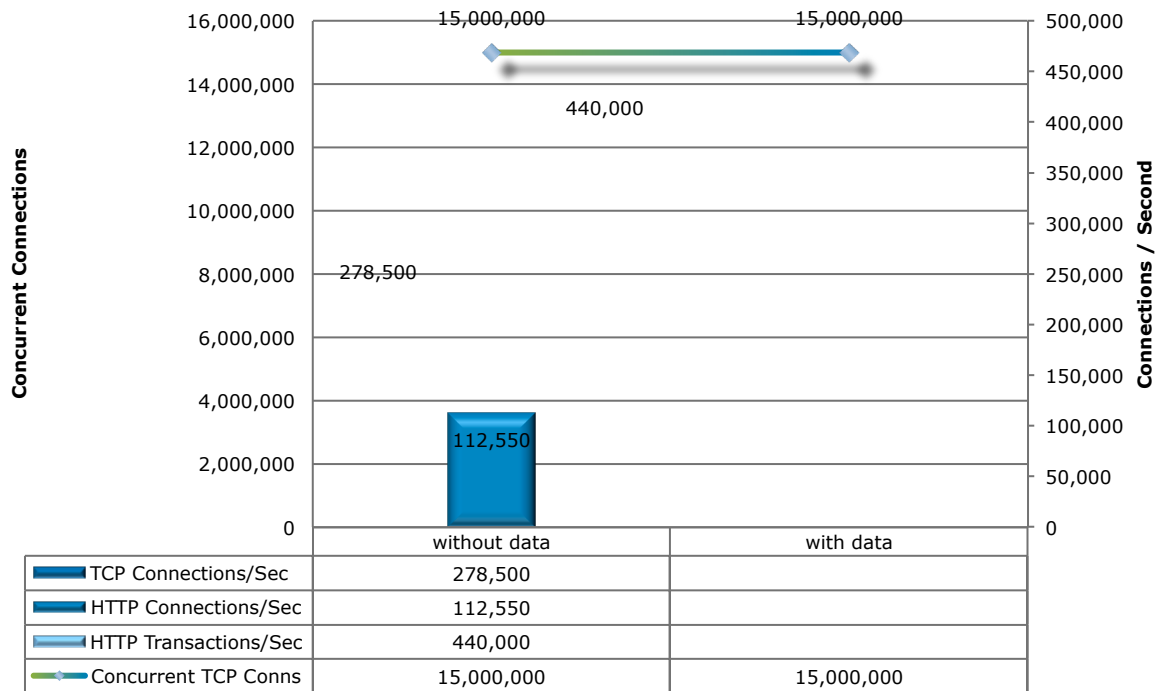 16,000,000 15,000,000 15,000,000 500,000
14,000,000 450,000
440,000 400,000
12,000,000 350,000
10,000,000 300,000
8,000,000 278,500 250,000
6,000,000 200,000
150,000
4,000,000 100,000
112,550
2,000,000 50,000
0 0
Concurrent Connections
Connections / Second
without data with data
TCP Connections/Sec 278,500
HTTP Connections/Sec 112,550
HTTP Transactions/Sec 440,000
Concurrent TCP Conns 15,000,000 15,000,000